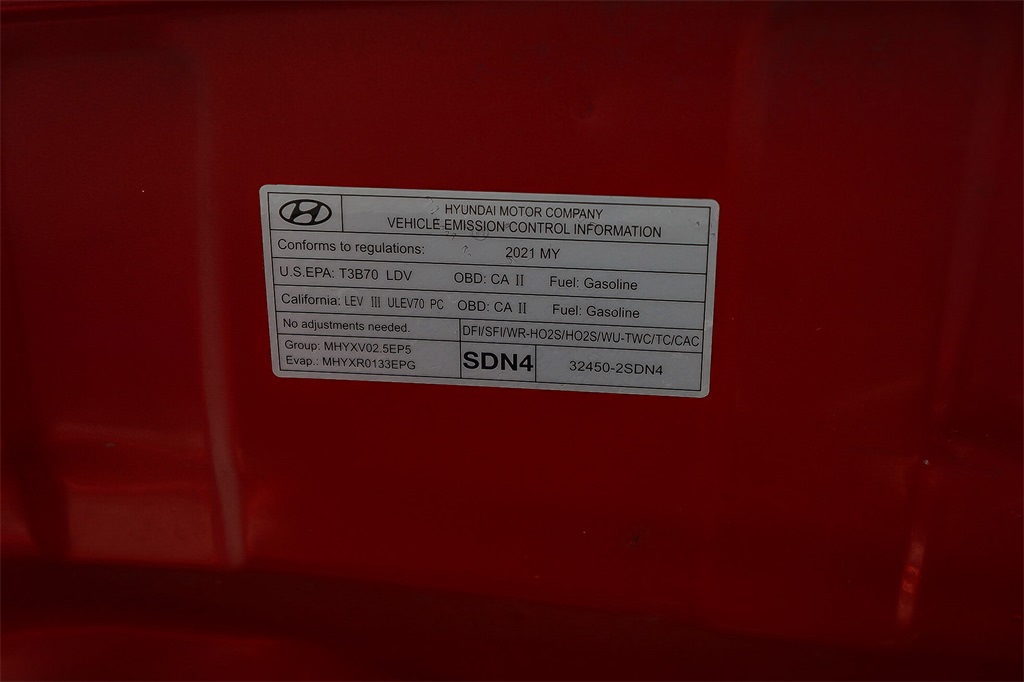 HYUNDAI MOTOR COMPANY
VEHICLE EMISSION CONTROL INFORMATION
Conforms to regulations: 2021 MY
U.S.EPA: T3B70 LDV OBD: CA II Fuel: Gasoline
California: LEV III ULEV70 PC OBD: CA II Fuel: Gasoline
No adjustments needed. DFI/SFI/WR-HO2S/HO2S/WU-TWC/TC/CAC
Group: MHYXV02.5EP5
Evap.: MHYXR0133EPG
SDN4 32450-2SDN4